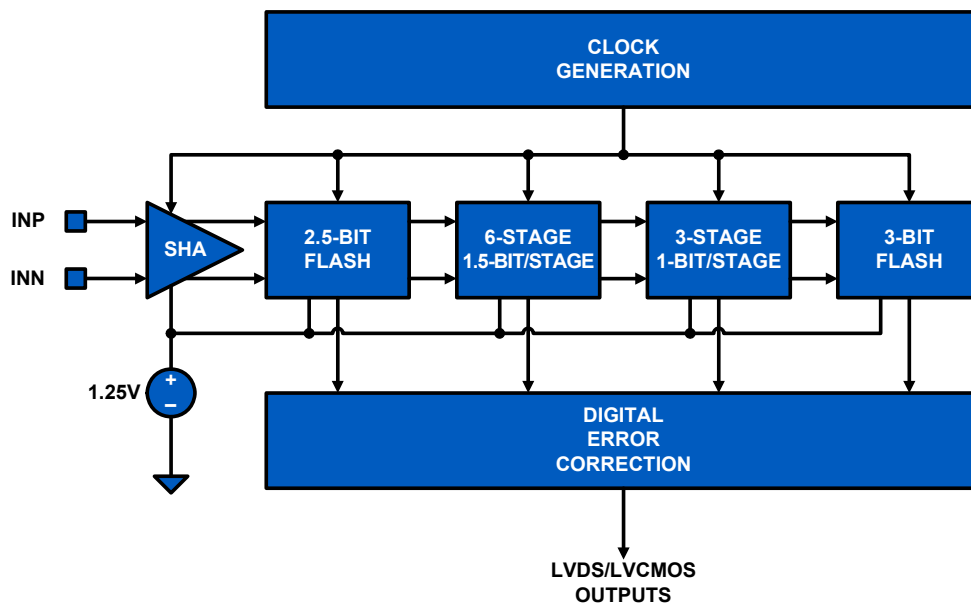 CLOCK
GENERATION
INP
INN
SHA
2.5-BIT
FLASH
6-STAGE
1.5-BIT/STAGE
3-STAGE
1-BIT/STAGE
3-BIT
FLASH
1.25V
+
–
DIGITAL
ERROR
CORRECTION
LVDS/LVCMOS
OUTPUTS